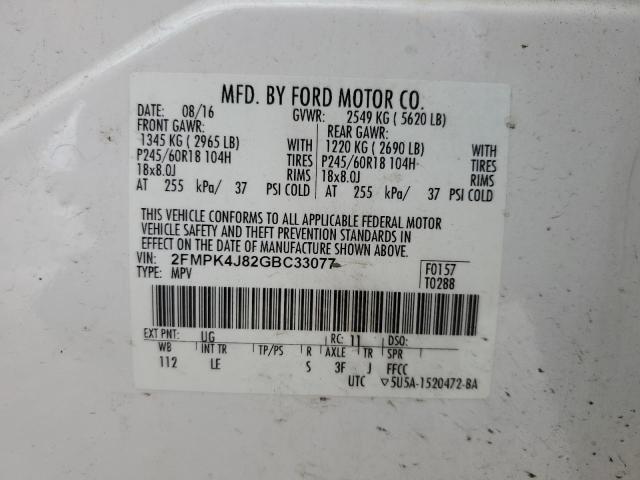 MFD. BY FORD MOTOR CO.
DATE: 08/16 GVWR: 2549 KG ( 5620 LB)
FRONT GAWR: REAR GAWR:
1345 KG ( 2965 LB) WITH 1220 KG ( 2690 LB) WITH
P245/60R18 104H TIRES P245/60R18 104H TIRES
18x8.0J RIMS 18x8.0J RIMS
AT 255 kPa/ 37 PSI COLD AT 255 kPa/ 37 PSI COLD
THIS VEHICLE CONFORMS TO ALL APPLICABLE FEDERAL MOTOR
VEHICLE SAFETY AND THEFT PREVENTION STANDARDS IN
EFFECT ON THE DATE OF MANUFACTURE SHOWN ABOVE.
VIN: 2FMPK4J82GBC33077 F0157
TYPE: MPV T0288
EXT PNT: UG RC: 11 DSO:
WB INT TR TP/PS R AXLE TR SPR
112 LE S 3F J FFCC
UTC ▽5U5A-1520472-BA